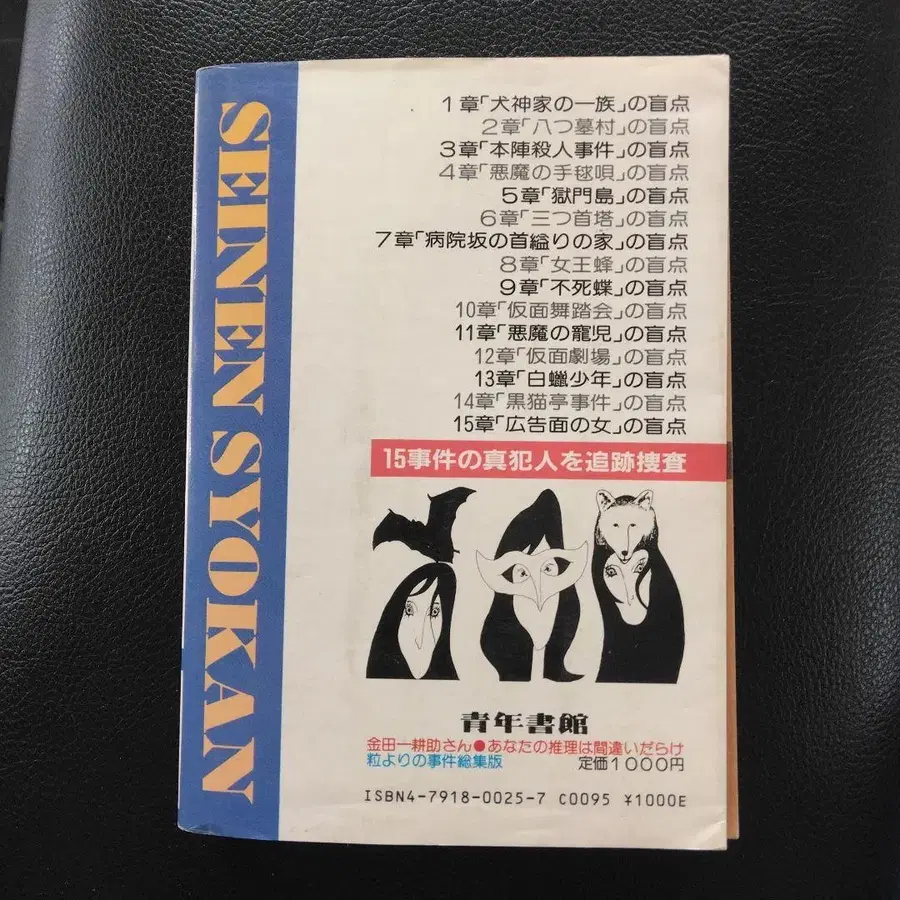 SEINEN SYOKAN
1章「犬神家の一族」の盲点
2章「八つ墓村」の盲点
3章「本陣殺人事件」の盲点
4章「悪魔の手毬唄」の盲点
5章「獄門島」の盲点
6章「三つ首塔」の盲点
7章「病院坂の首縊りの家」の盲点
8章「女王蜂」の盲点
9章「不死蝶」の盲点
10章「仮面舞踏会」の盲点
11章「悪魔の寵児」の盲点
12章「仮面劇場」の盲点
13章「白蠟少年」の盲点
14章「黒猫亭事件」の盲点
15章「広告面の女」の盲点
15事件の真犯人を追跡捜査
青年書館
金田一耕助さん●あなたの推理は間違いだらけ
粒よりの事件総集版 定価1000円
ISBN4-7918-0025-7 C0095 ¥1000E